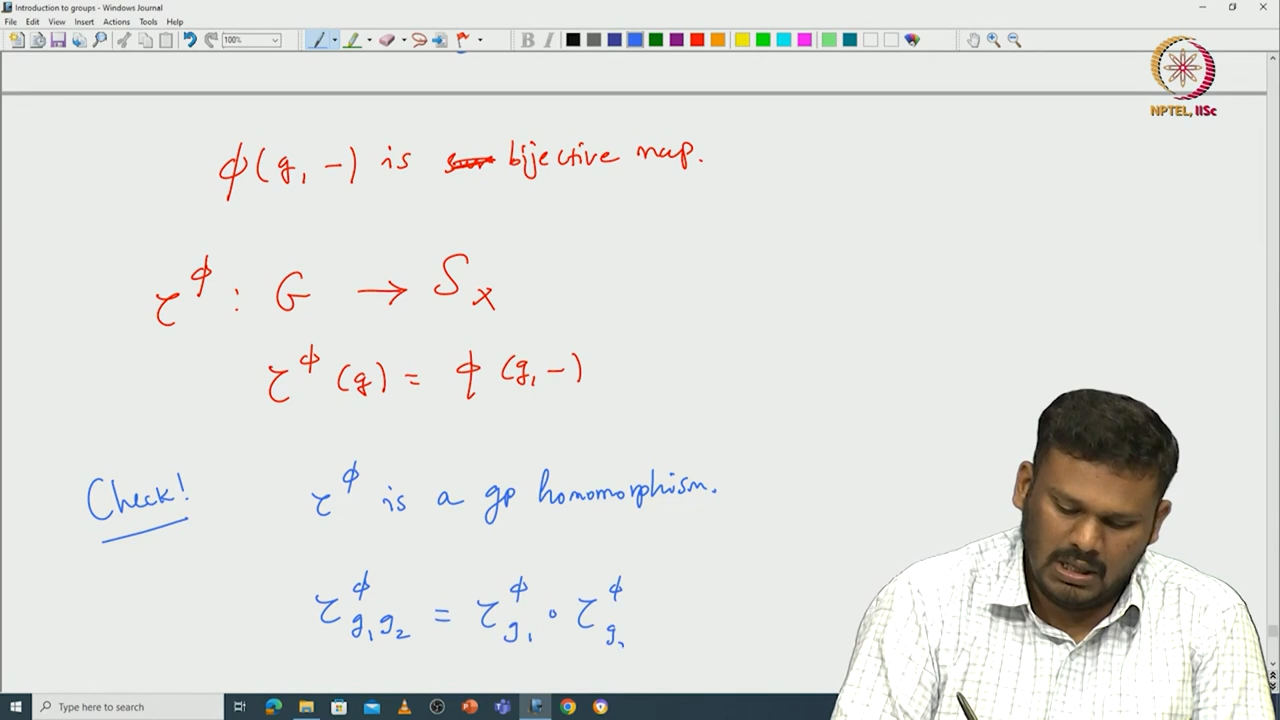 Introduction to groups - Windows Journal
File Edit View Insert Actions Tools Help
100%
B I
NPTEL, IISc
ϕ(g, -) is bijective map.
τ^ϕ : G → S_X
τ^ϕ (g) = ϕ (g, -)
Check! τ^ϕ is a gp homomorphism.
τ^ϕ_{g₁g₂} = τ^ϕ_{g₁} ∘ τ^ϕ_{g₂}
Type here to search